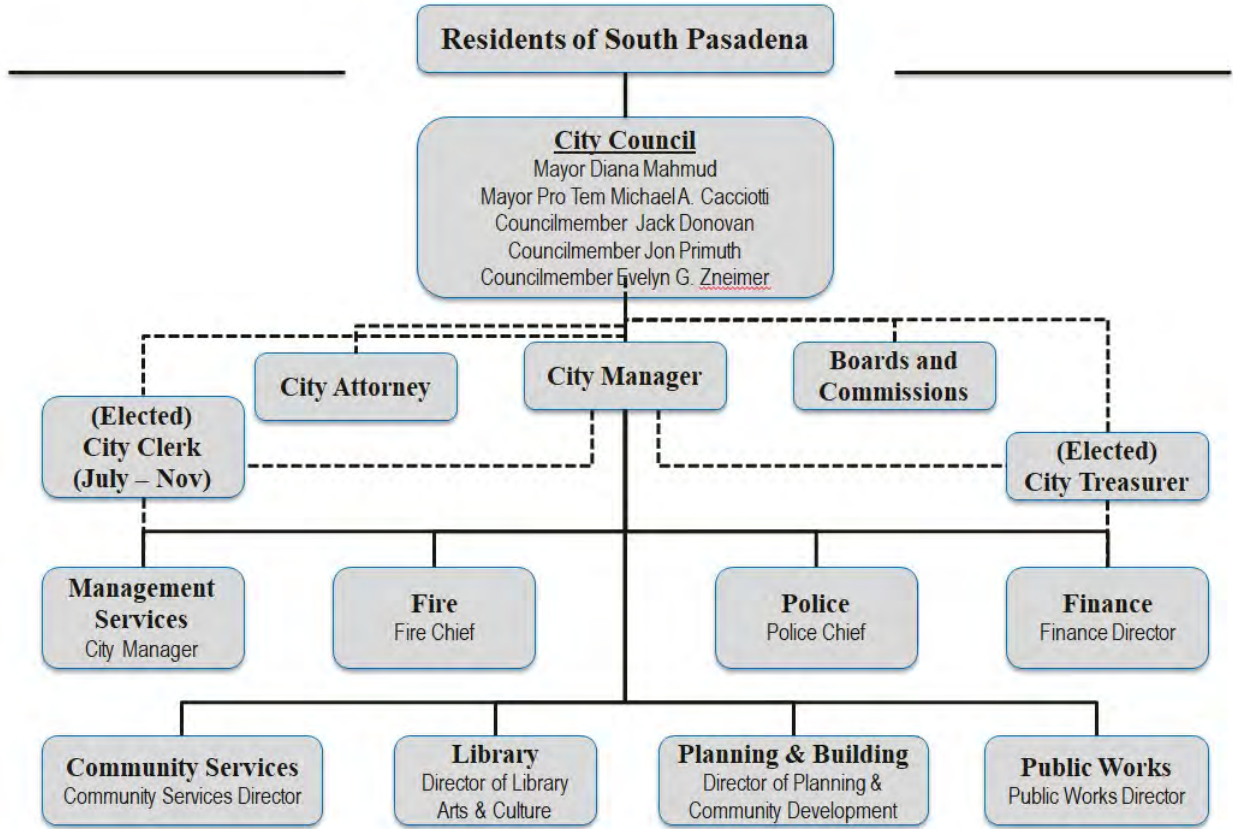 Residents of South Pasadena
City Council
Mayor Diana Mahmud
Mayor Pro Tem Michael A. Cacciotti
Councilmember Jack Donovan
Councilmember Jon Primuth
Councilmember Evelyn G. Zneimer
City Attorney
City Manager
Boards and
Commissions
(Elected)
City Clerk
(July – Nov)
(Elected)
City Treasurer
Management
Services
City Manager
Fire
Fire Chief
Police
Police Chief
Finance
Finance Director
Community Services
Community Services Director
Library
Director of Library
Arts & Culture
Planning & Building
Director of Planning &
Community Development
Public Works
Public Works Director